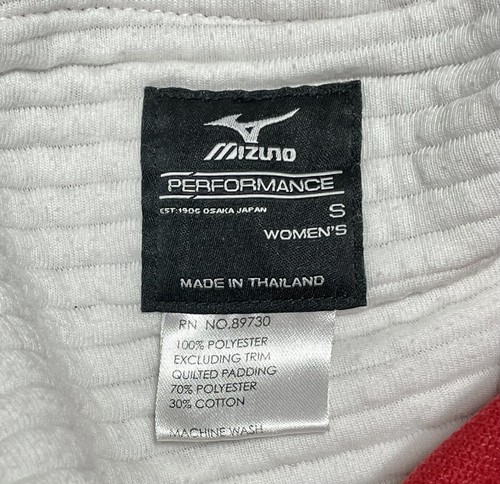 MIZUNO
PERFORMANCE
EST. 1906 OSAKA JAPAN
S
WOMEN'S
MADE IN THAILAND
RN NO.89730
100% POLYESTER
EXCLUDING TRIM
QUILTED PADDING
70% POLYESTER
30% COTTON
MACHINE WASH